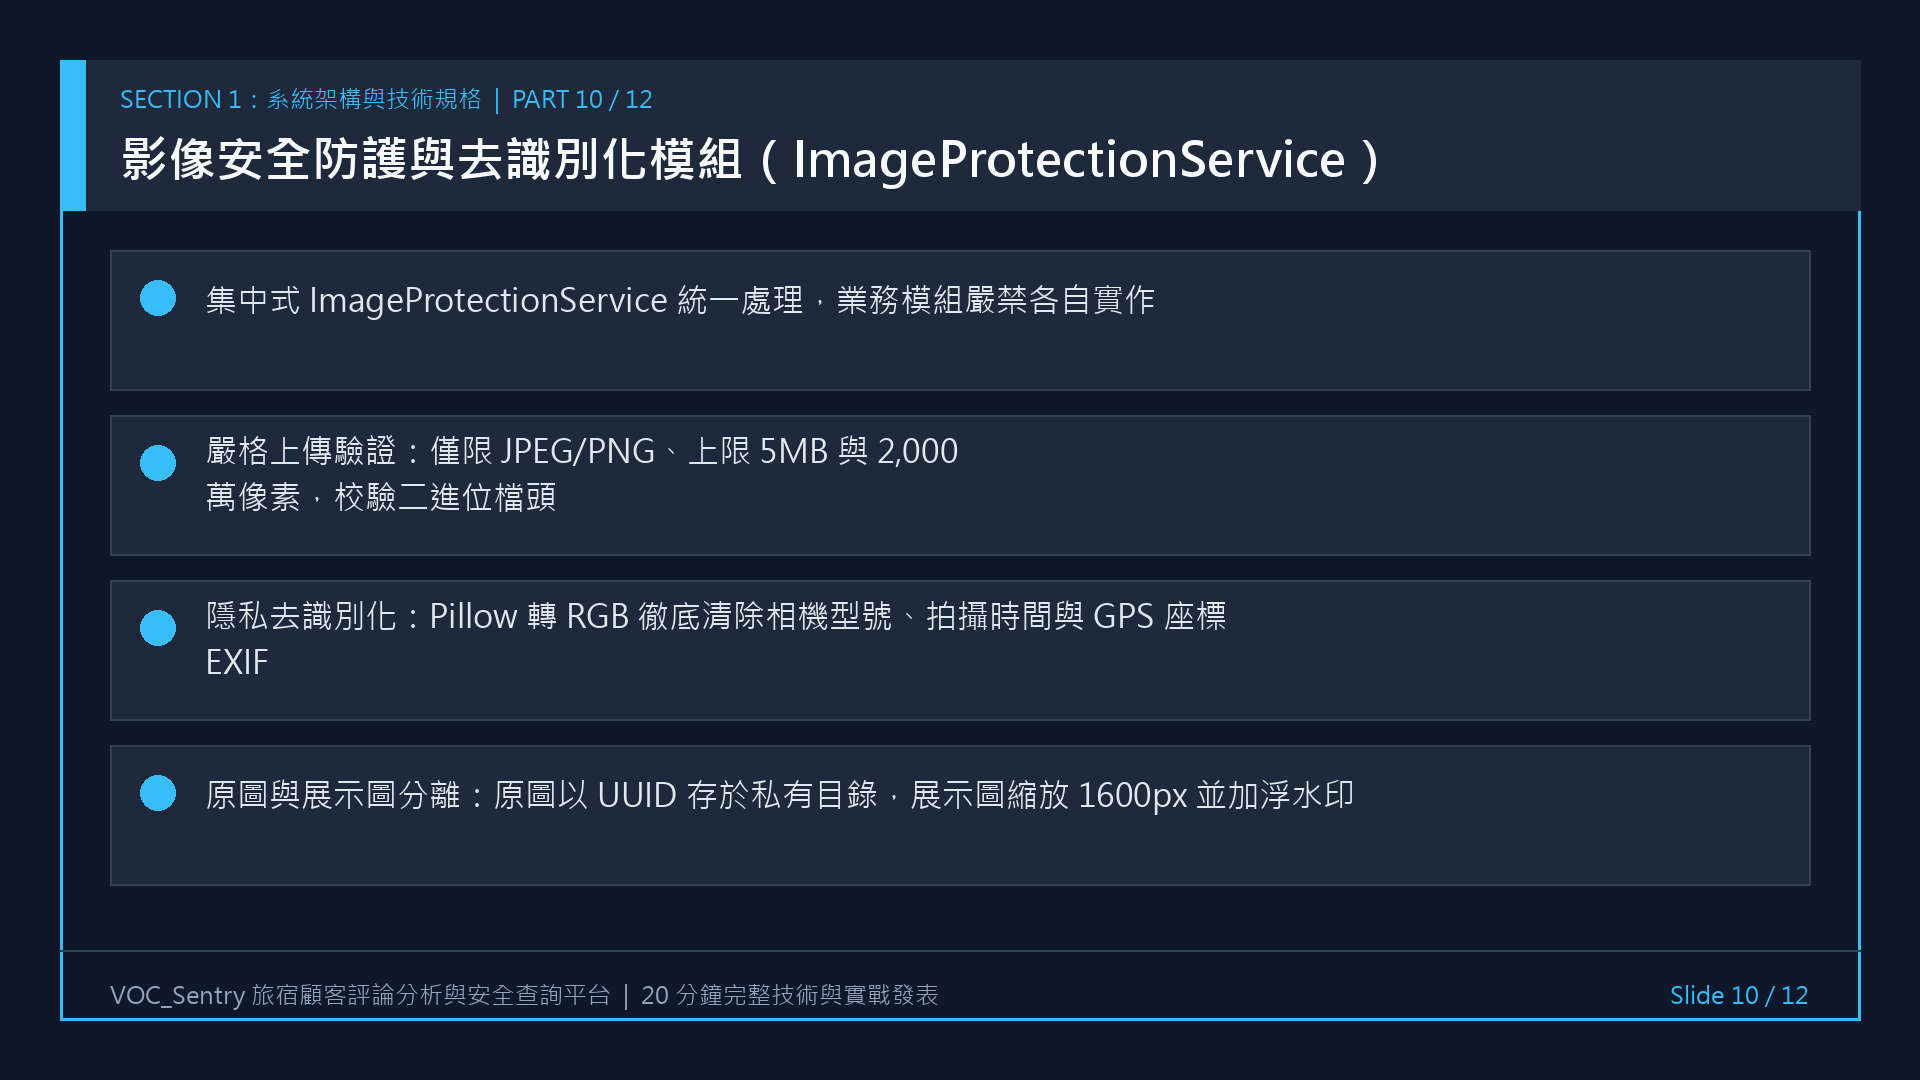 SECTION 1：系統架構與技術規格 | PART 10 / 12
影像安全防護與去識別化模組（ImageProtectionService）
集中式 ImageProtectionService 統一處理，業務模組嚴禁各自實作
嚴格上傳驗證：僅限 JPEG/PNG、上限 5MB 與 2,000
萬像素，校驗二進位檔頭
隱私去識別化：Pillow 轉 RGB 徹底清除相機型號、拍攝時間與 GPS 座標
EXIF
原圖與展示圖分離：原圖以 UUID 存於私有目錄，展示圖縮放 1600px 並加浮水印
VOC_Sentry 旅宿顧客評論分析與安全查詢平台 | 20 分鐘完整技術與實戰發表
Slide 10 / 12